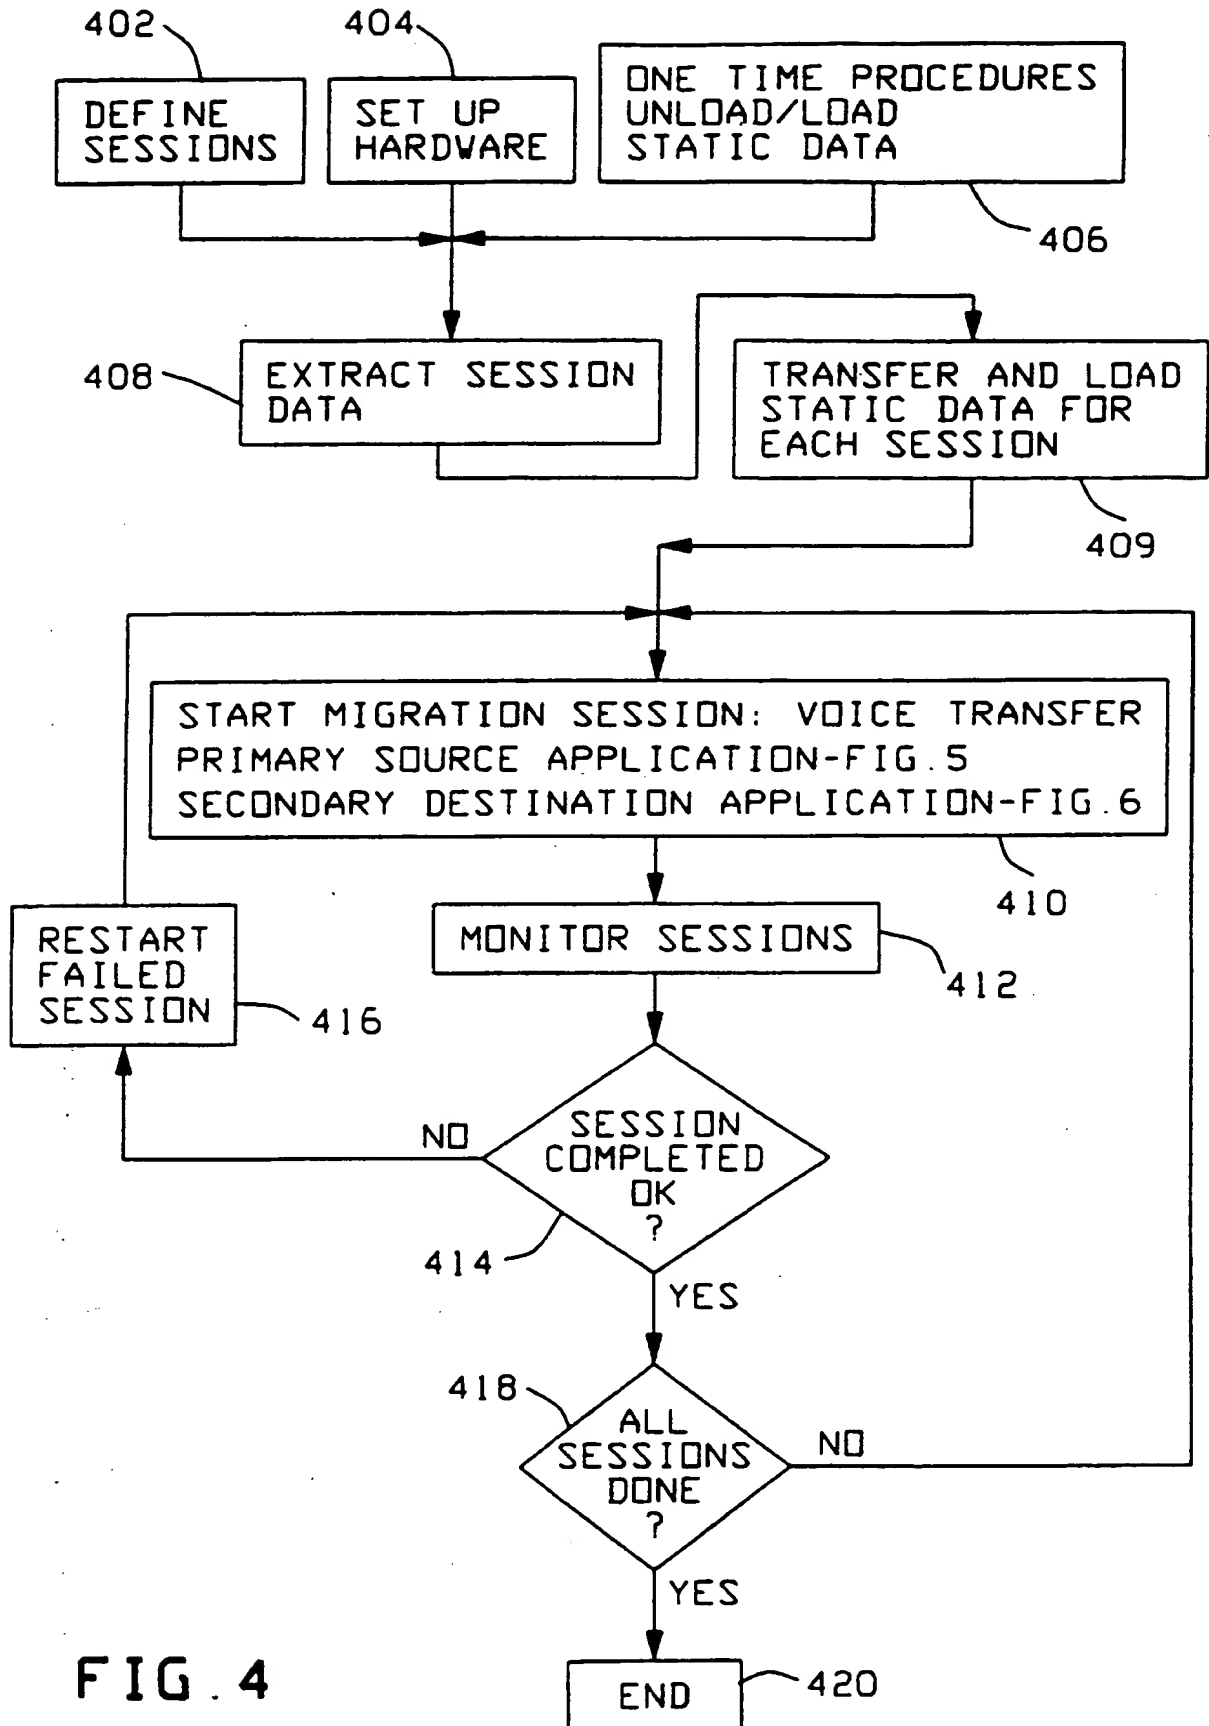 402
404
DEFINE
SESSIONS
SET UP
HARDWARE
ONE TIME PROCEDURES
UNLOAD/LOAD
STATIC DATA
406
408
EXTRACT SESSION
DATA
TRANSFER AND LOAD
STATIC DATA FOR
EACH SESSION
409
START MIGRATION SESSION: VOICE TRANSFER
PRIMARY SOURCE APPLICATION-FIG.5
SECONDARY DESTINATION APPLICATION-FIG.6
410
RESTART
FAILED
SESSION
416
MONITOR SESSIONS
412
NO
SESSION
COMPLETED
OK
?
414
YES
418
ALL
SESSIONS
DONE
?
NO
YES
FIG.4
END
420